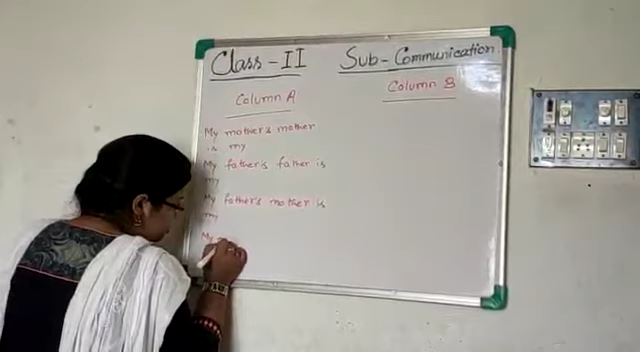 Class - II
Sub - Communication
Column A
Column B
My mother's mother
is my
My father's father is
my
My father's mother is
my
My